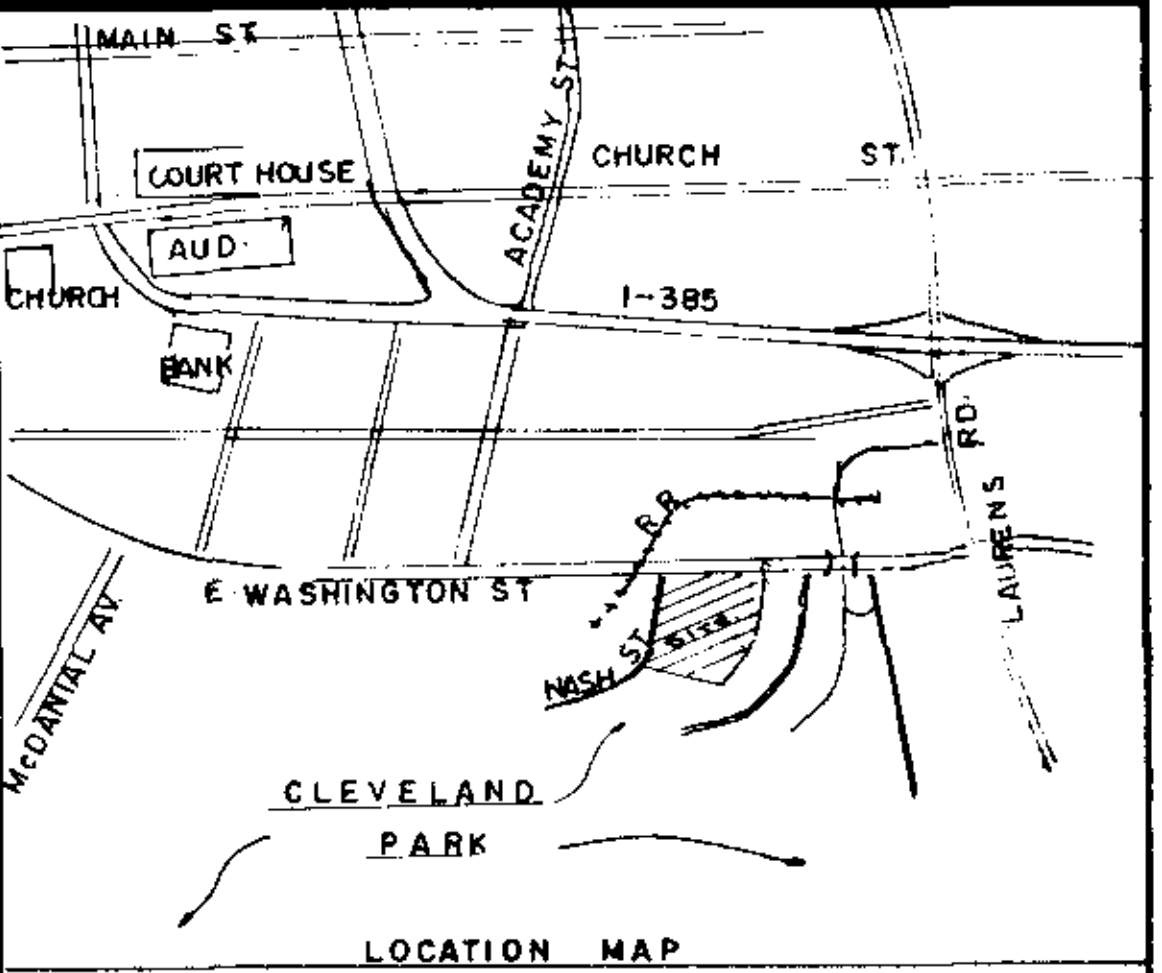 MAIN ST.
ACADEMY ST.
COURT HOUSE
CHURCH ST.
AUD.
CHURCH
I-385
BANK
LAURENS RD.
R.R.
E. WASHINGTON ST
NASH ST.
Site
McDANIAL AV.
CLEVELAND
PARK
LOCATION MAP